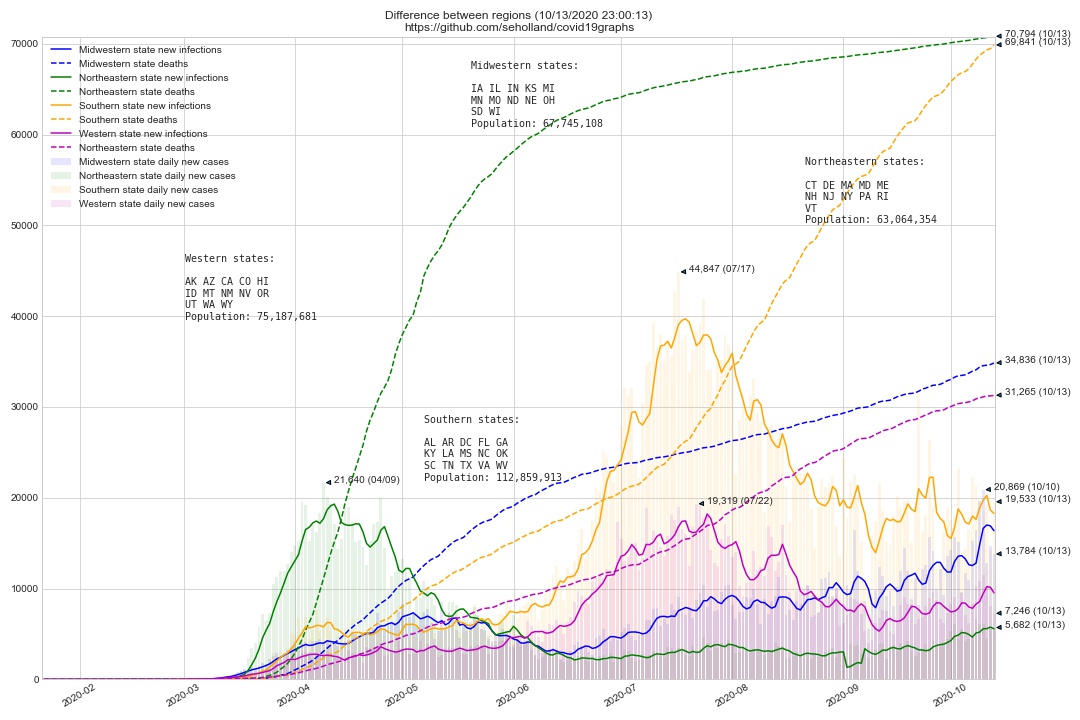 Difference between regions (10/13/2020 23:00:13)
https://github.com/seholland/covid19graphs
70000
60000
50000
40000
30000
20000
10000
0
Midwestern state new infections
Midwestern state deaths
Northeastern state new infections
Northeastern state deaths
Southern state new infections
Southern state deaths
Western state new infections
Northeastern state deaths
Midwestern state daily new cases
Northeastern state daily new cases
Southern state daily new cases
Western state daily new cases
Midwestern states:
IA IL IN KS MI
MN MO ND NE OH
SD WI
Population: 67,745,108
Northeastern states:
CT DE MA MD ME
NH NJ NY PA RI
VT
Population: 63,064,354
Western states:
AK AZ CA CO HI
ID MT NM NV OR
UT WA WY
Population: 75,187,681
Southern states:
AL AR DC FL GA
KY LA MS NC OK
SC TN TX VA WV
Population: 112,859,913
70,794 (10/13)
69,841 (10/13)
44,847 (07/17)
34,836 (10/13)
31,265 (10/13)
21,640 (04/09)
19,319 (07/22)
20,869 (10/10)
19,533 (10/13)
13,784 (10/13)
7,246 (10/13)
5,682 (10/13)
2020-02
2020-03
2020-04
2020-05
2020-06
2020-07
2020-08
2020-09
2020-10